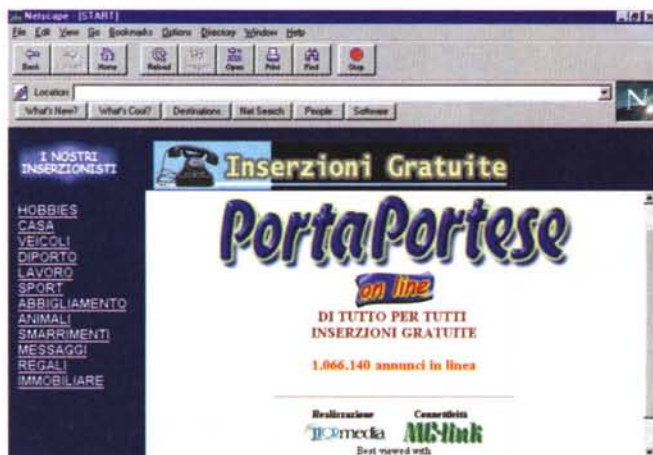 Netscape - [START]
File Edit View Go Bookmarks Options Directory Window Help
Back Home Reload Open Print Find Stop
Location:
What's New? What's Cool? Destinations Net Search People Software
N
I NOSTRI
INSERZIONISTI
Inserzioni Gratuite
HOBBIES
CASA
VEICOLI
DIPORTO
LAVORO
SPORT
ABBIGLIAMENTO
ANIMALI
SMARRIMENTI
MESSAGGI
REGALI
IMMOBILIARE
PortaPortese
on line
DI TUTTO PER TUTTI
INSERZIONI GRATUITE
1.066.140 annunci in linea
Realizzazione Connettività
media MC-link
Best viewed with